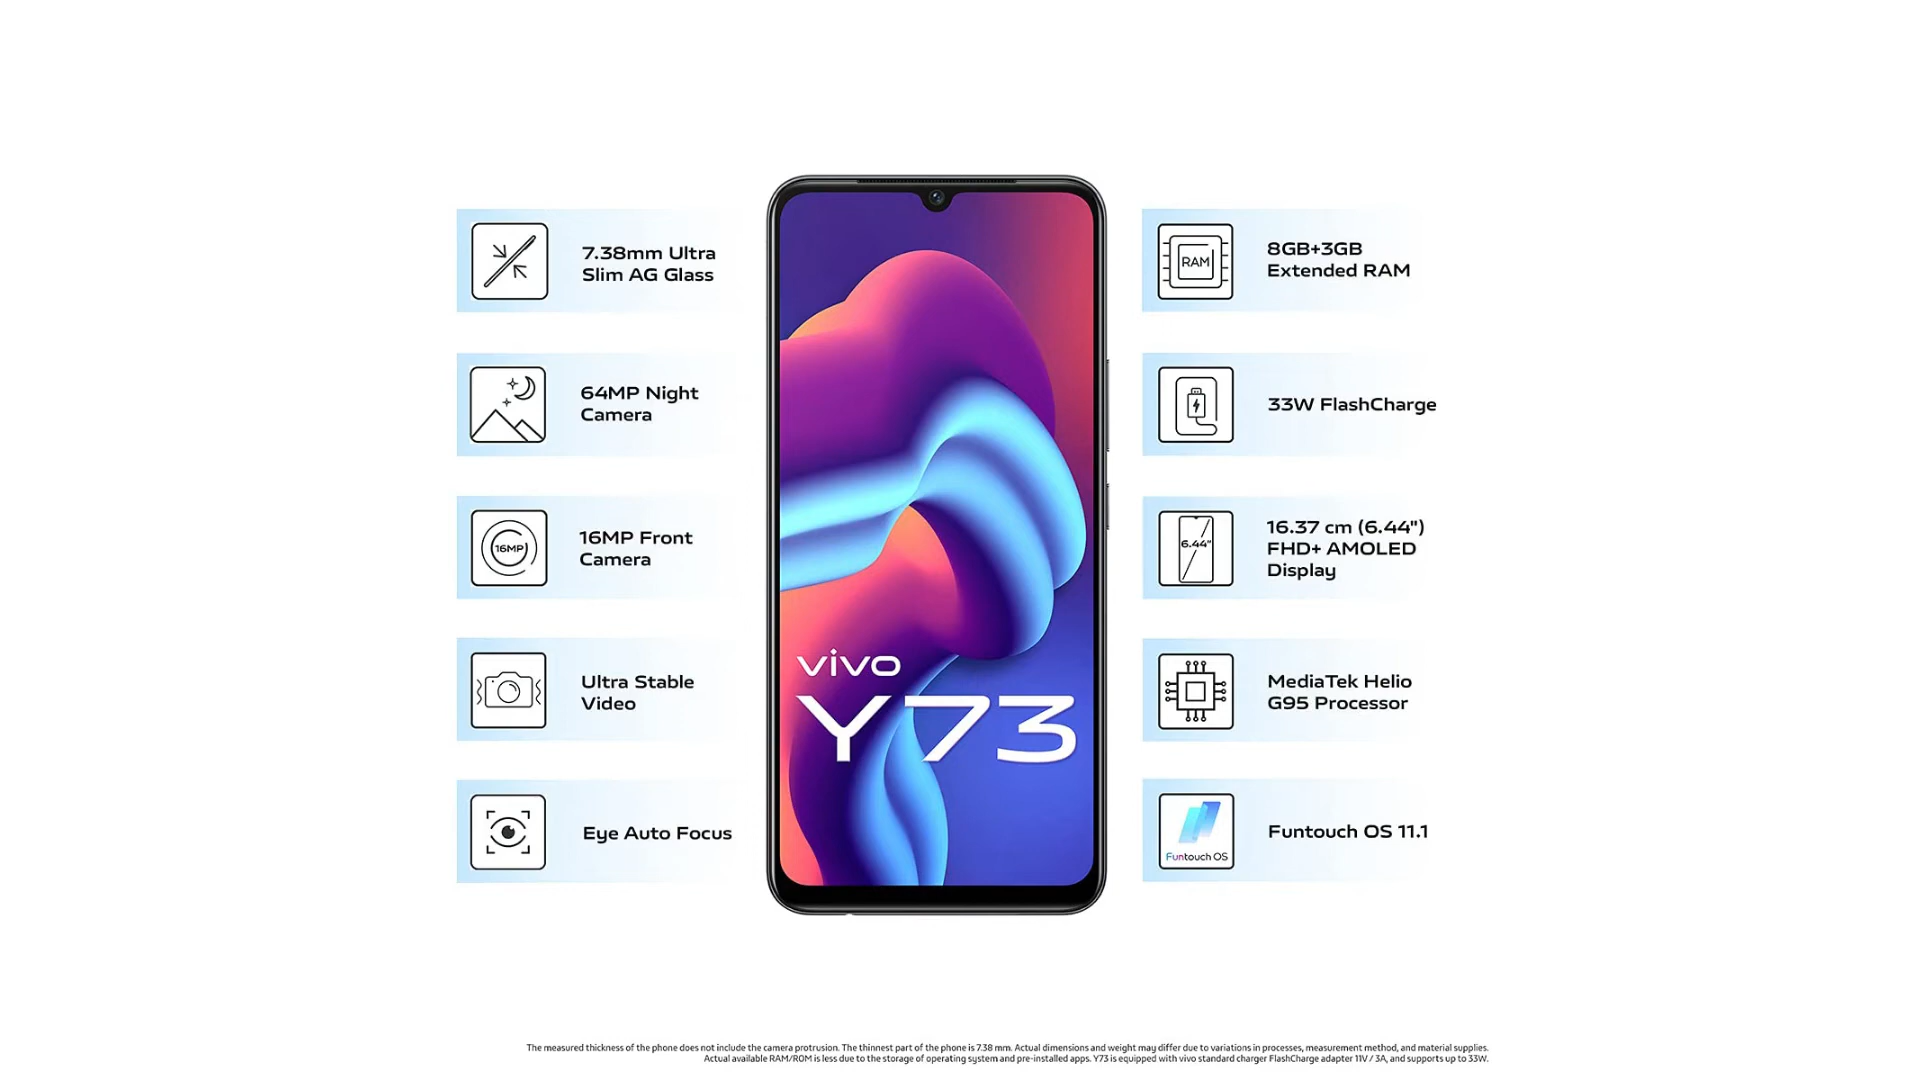 7.38mm Ultra
Slim AG Glass
64MP Night
Camera
16MP
16MP Front
Camera
Ultra Stable
Video
Eye Auto Focus
vivo
Y73
RAM
8GB+3GB
Extended RAM
33W FlashCharge
6.44"
16.37 cm (6.44")
FHD+ AMOLED
Display
MediaTek Helio
G95 Processor
Funtouch OS
Funtouch OS 11.1
The measured thickness of the phone does not include the camera protrusion. The thinnest part of the phone is 7.38 mm. Actual dimensions and weight may differ due to variations in processes, measurement method, and material supplies.
Actual available RAM/ROM is less due to the storage of operating system and pre-installed apps. Y73 is equipped with vivo standard charger FlashCharge adapter 11V / 3A, and supports up to 33W.